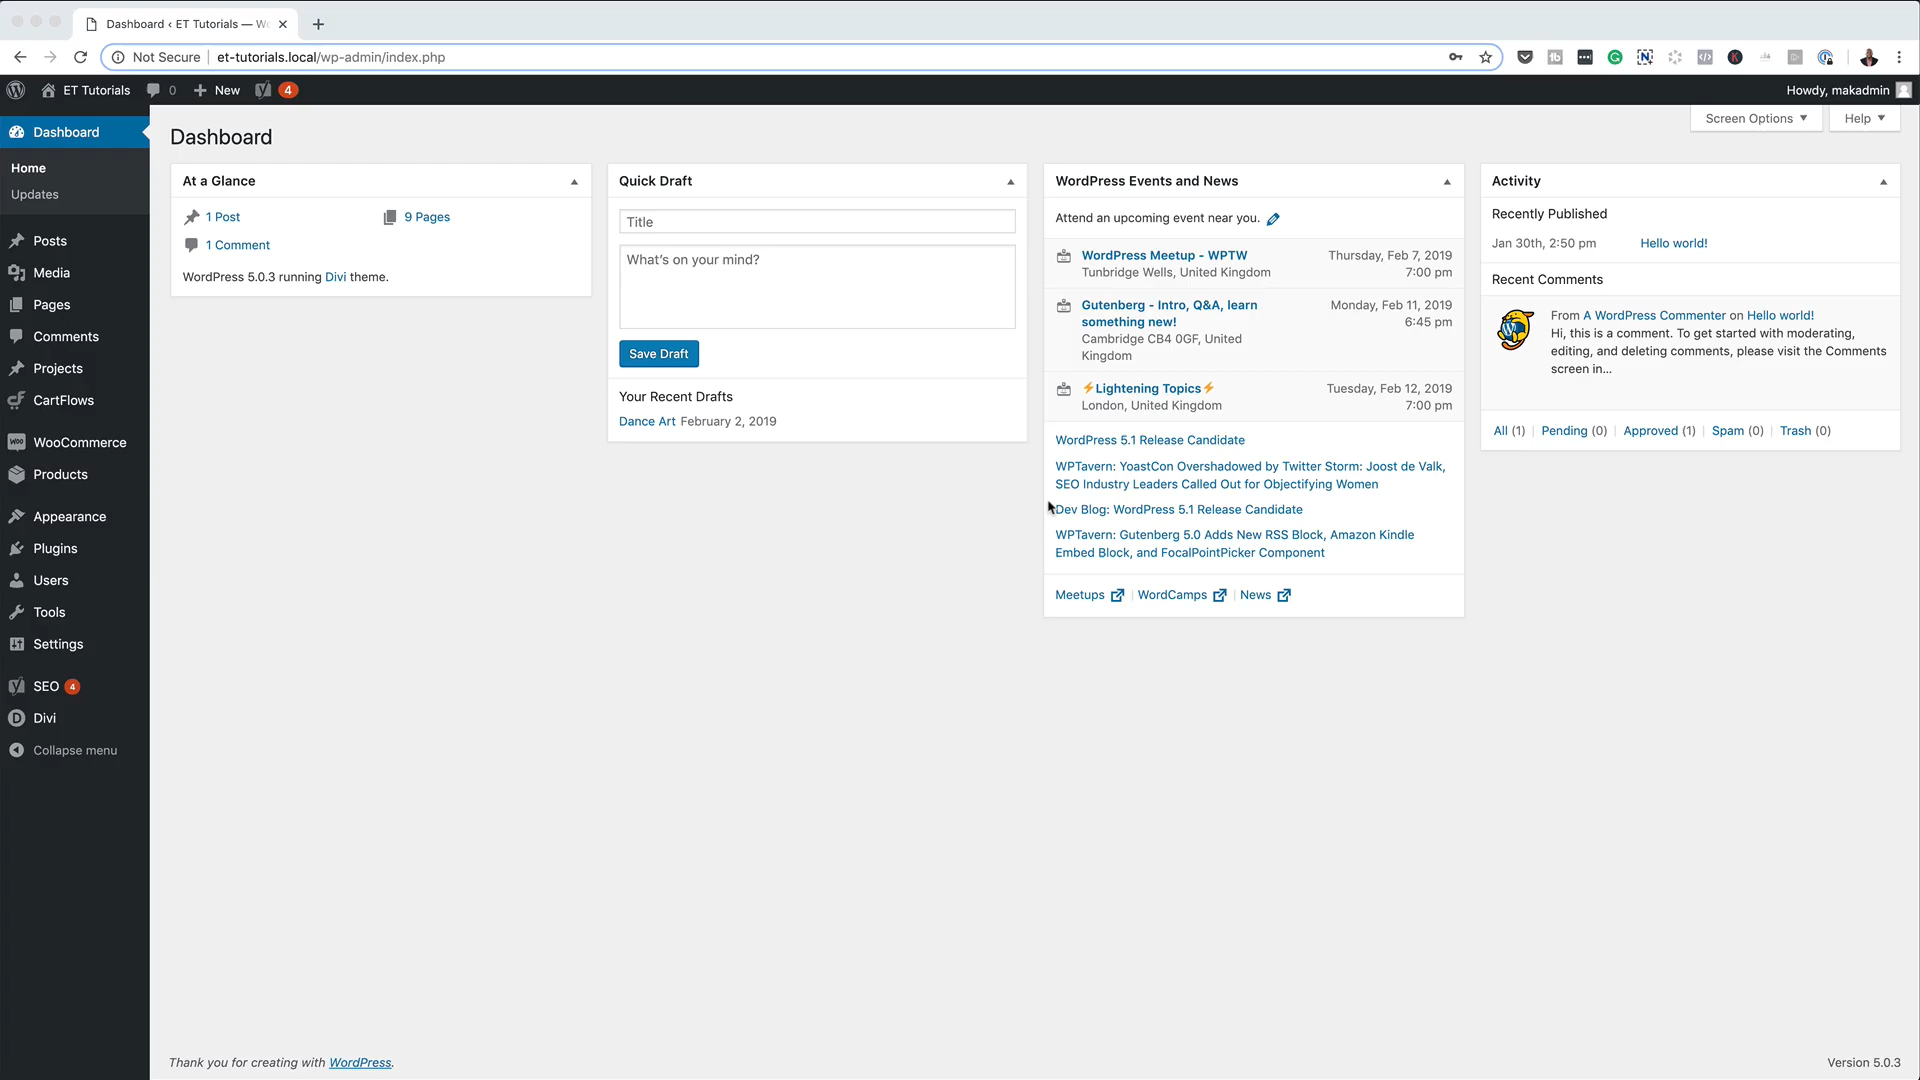 Dashboard ‹ ET Tutorials — Wo
Not Secure | et-tutorials.local/wp-admin/index.php
ET Tutorials 0 New 4
Howdy, makadmin
Screen Options
Help
Dashboard
Home
Updates
Posts
Media
Pages
Comments
Projects
CartFlows
WooCommerce
Products
Appearance
Plugins
Users
Tools
Settings
SEO 4
Divi
Collapse menu
Dashboard
At a Glance
1 Post
9 Pages
1 Comment
WordPress 5.0.3 running Divi theme.
Quick Draft
Title
What's on your mind?
Save Draft
Your Recent Drafts
Dance Art February 2, 2019
WordPress Events and News
Attend an upcoming event near you.
WordPress Meetup - WPTW
Tunbridge Wells, United Kingdom
Thursday, Feb 7, 2019
7:00 pm
Gutenberg - Intro, Q&A, learn
something new!
Cambridge CB4 0GF, United
Kingdom
Monday, Feb 11, 2019
6:45 pm
⚡Lightening Topics⚡
London, United Kingdom
Tuesday, Feb 12, 2019
7:00 pm
WordPress 5.1 Release Candidate
WPTavern: YoastCon Overshadowed by Twitter Storm: Joost de Valk,
SEO Industry Leaders Called Out for Objectifying Women
Dev Blog: WordPress 5.1 Release Candidate
WPTavern: Gutenberg 5.0 Adds New RSS Block, Amazon Kindle
Embed Block, and FocalPointPicker Component
Meetups | WordCamps | News
Activity
Recently Published
Jan 30th, 2:50 pm
Hello world!
Recent Comments
From A WordPress Commenter on Hello world!
Hi, this is a comment. To get started with moderating,
editing, and deleting comments, please visit the Comments
screen in...
All (1) | Pending (0) | Approved (1) | Spam (0) | Trash (0)
Thank you for creating with WordPress.
Version 5.0.3